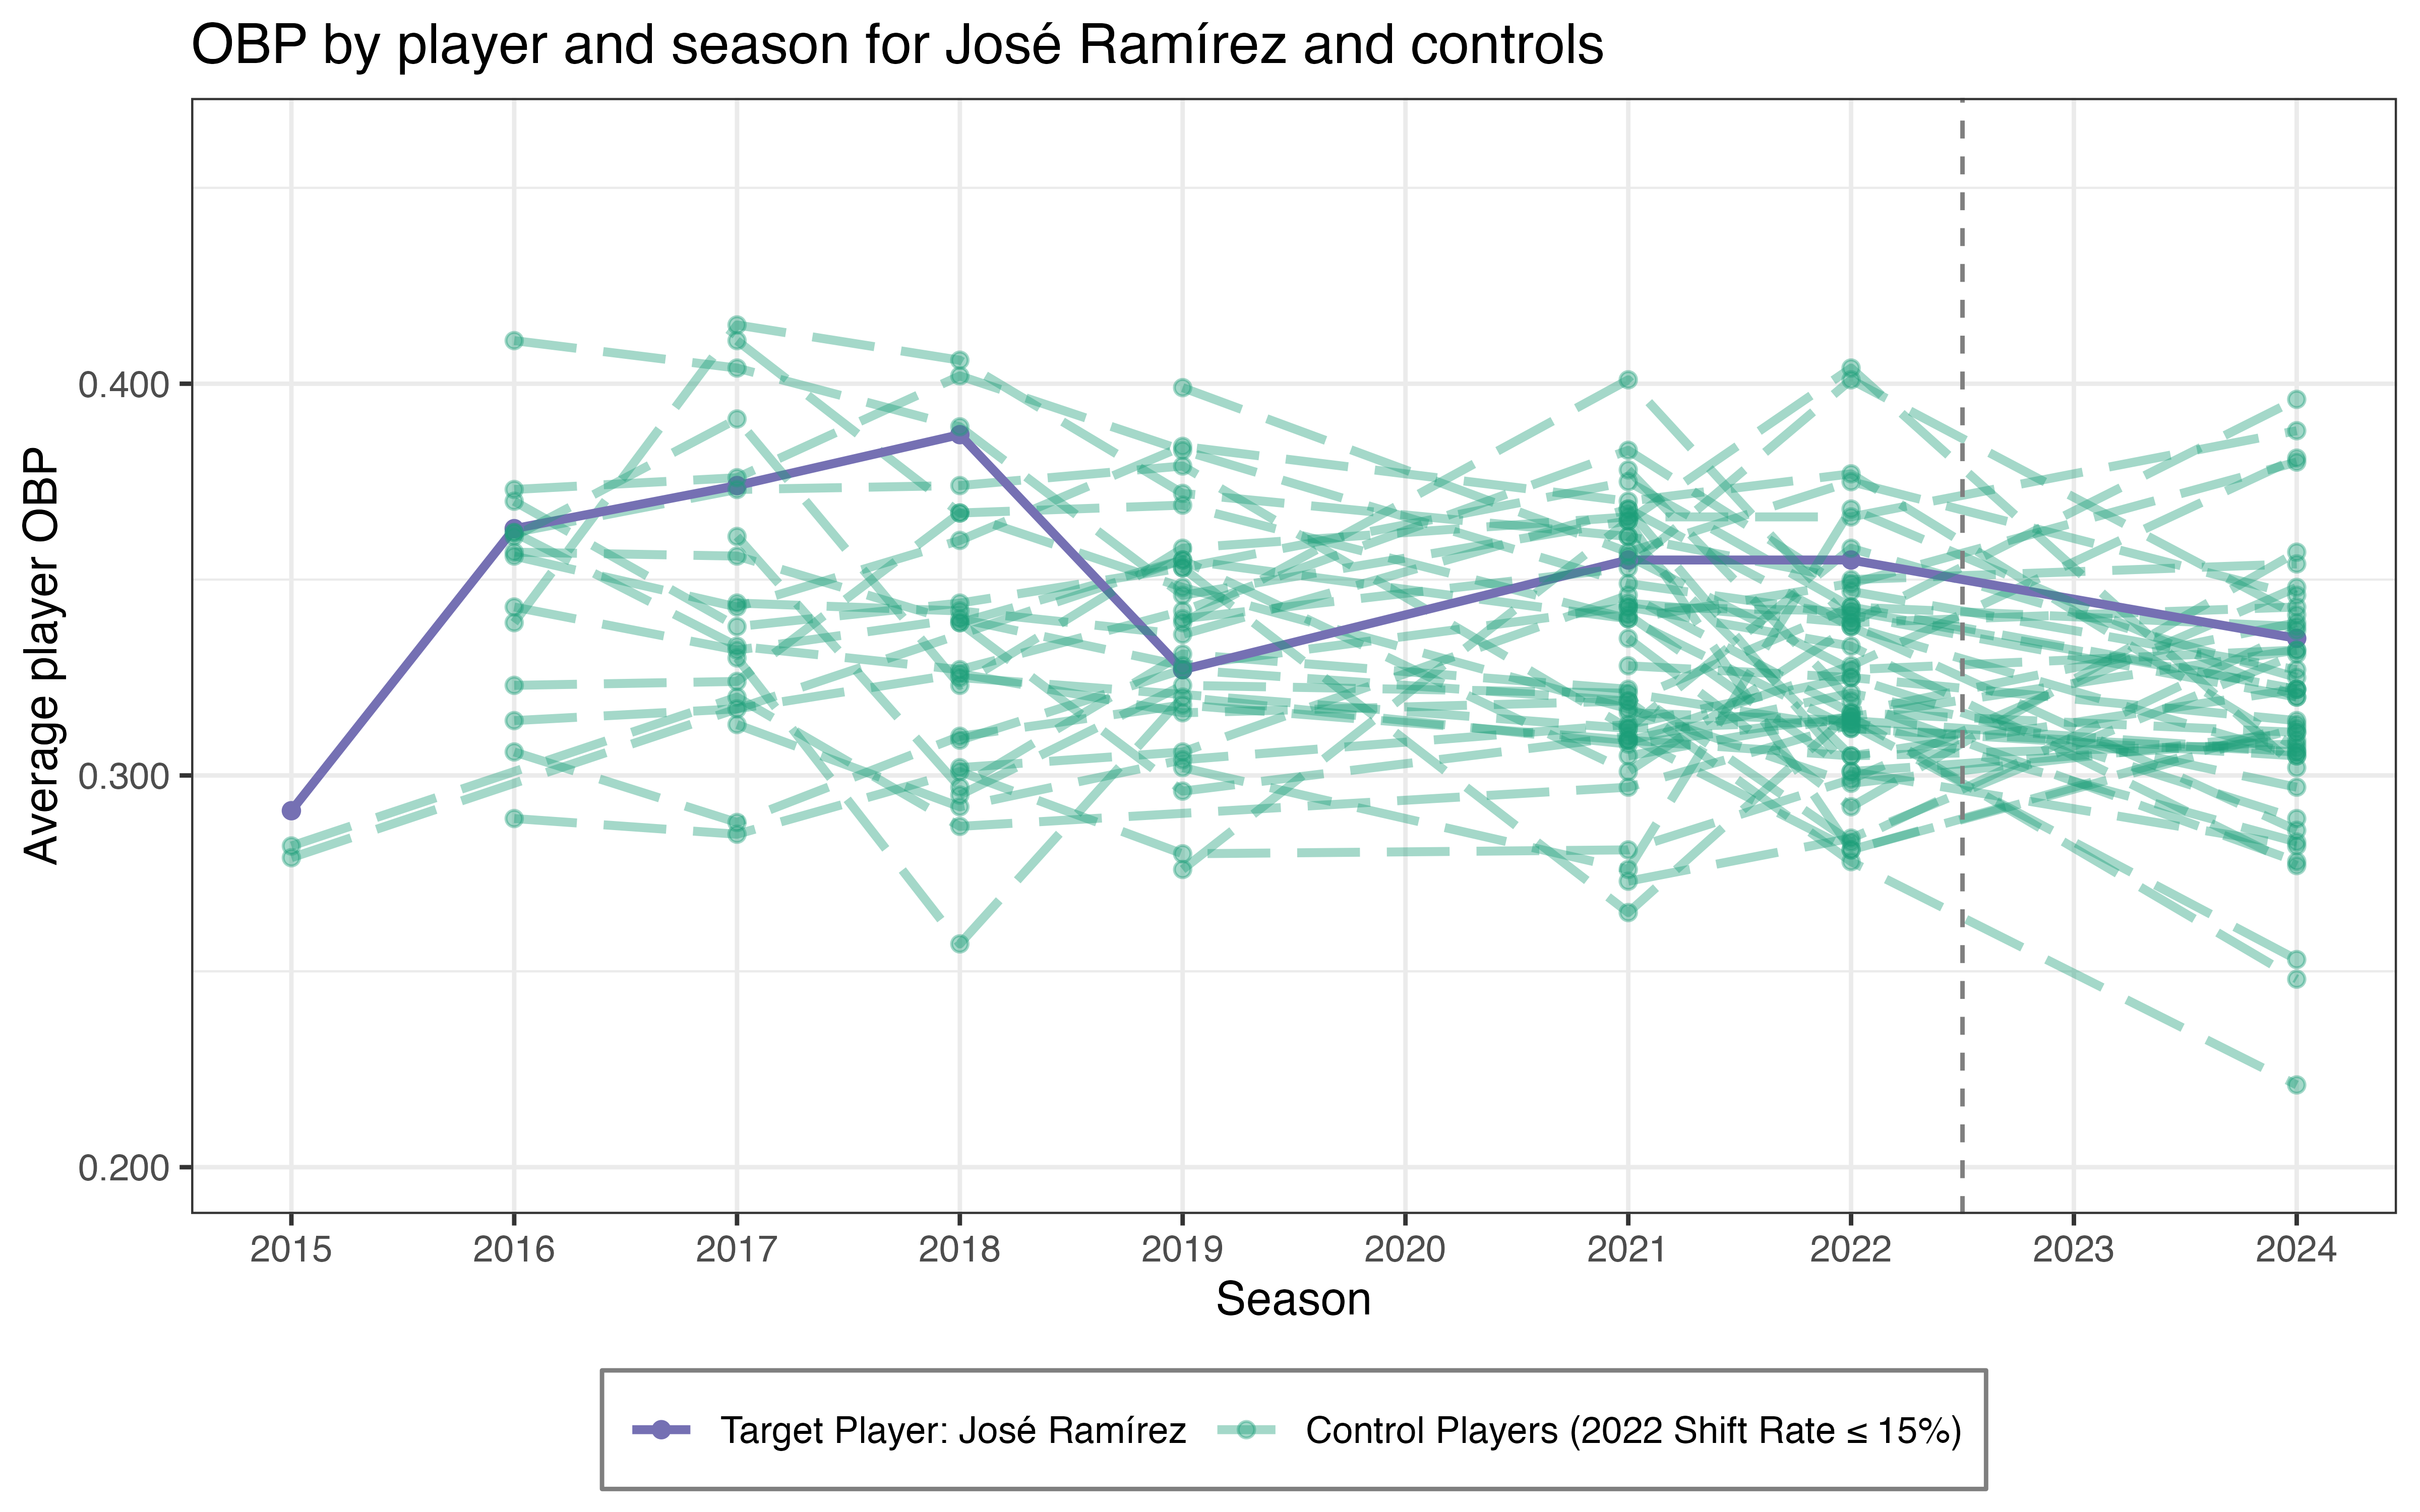 OBP by player and season for José Ramírez and controls
Average player OBP
0.400
0.300
0.200
2015 2016 2017 2018 2019 2020 2021 2022 2023 2024
Season
Target Player: José Ramírez Control Players (2022 Shift Rate ≤ 15%)